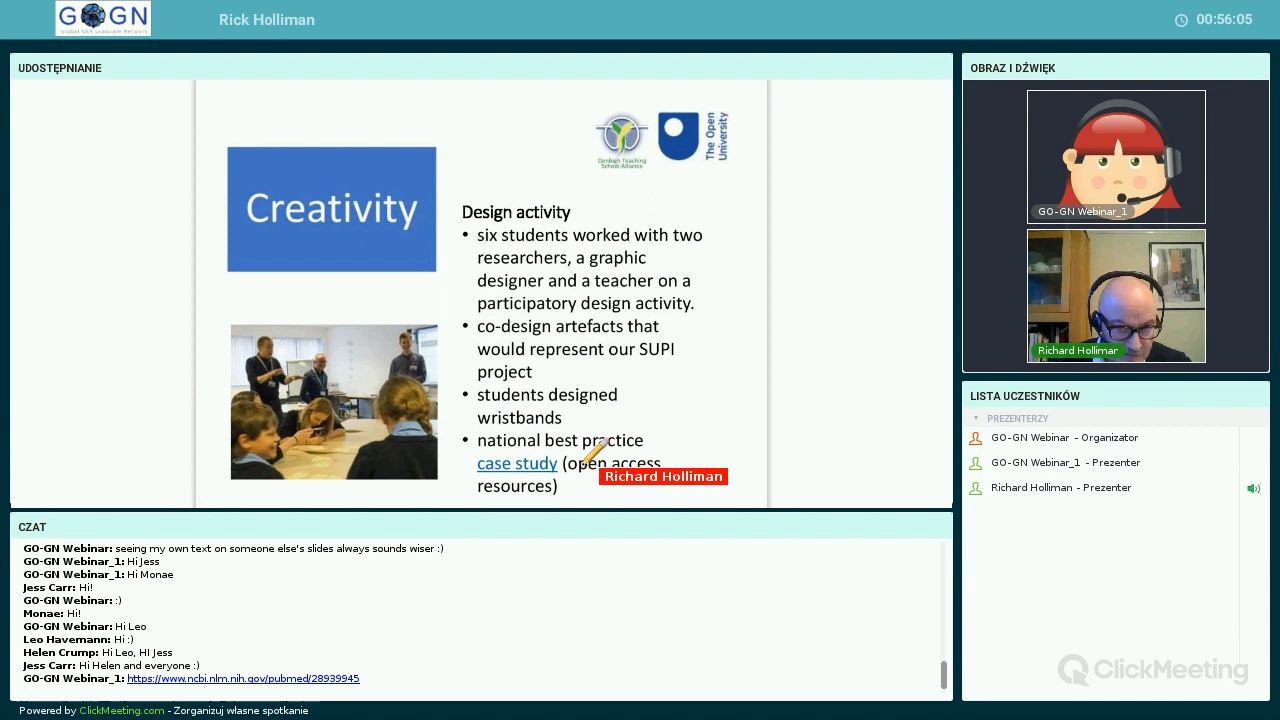 GO-GN
Global OER Graduate Network
Rick Holliman
00:56:05
UDOSTĘPNIANIE
Creativity
Denbigh Teaching
School Alliance
The Open
University
Design activity
• six students worked with two
researchers, a graphic
designer and a teacher on a
participatory design activity.
• co-design artefacts that
would represent our SUPI
project
• students designed
wristbands
• national best practice
case study (open access
resources)
Richard Holliman
OBRAZ I DŹWIĘK
GO-GN Webinar_1
Richard Holliman
LISTA UCZESTNIKÓW
PREZENTERZY
GO-GN Webinar - Organizator
GO-GN Webinar_1 - Prezenter
Richard Holliman - Prezenter
ClickMeeting
CZAT
GO-GN Webinar: seeing my own text on someone else's slides always sounds wiser :)
GO-GN Webinar_1: Hi Jess
GO-GN Webinar_1: Hi Monae
Jess Carr: Hi!
GO-GN Webinar: :)
Monae: Hi!
GO-GN Webinar: Hi Leo
Leo Havemann: Hi :)
Helen Crump: Hi Leo, HI Jess
Jess Carr: Hi Helen and everyone :)
GO-GN Webinar_1: https://www.ncbi.nlm.nih.gov/pubmed/28939945
Powered by ClickMeeting.com - Zorganizuj własne spotkanie